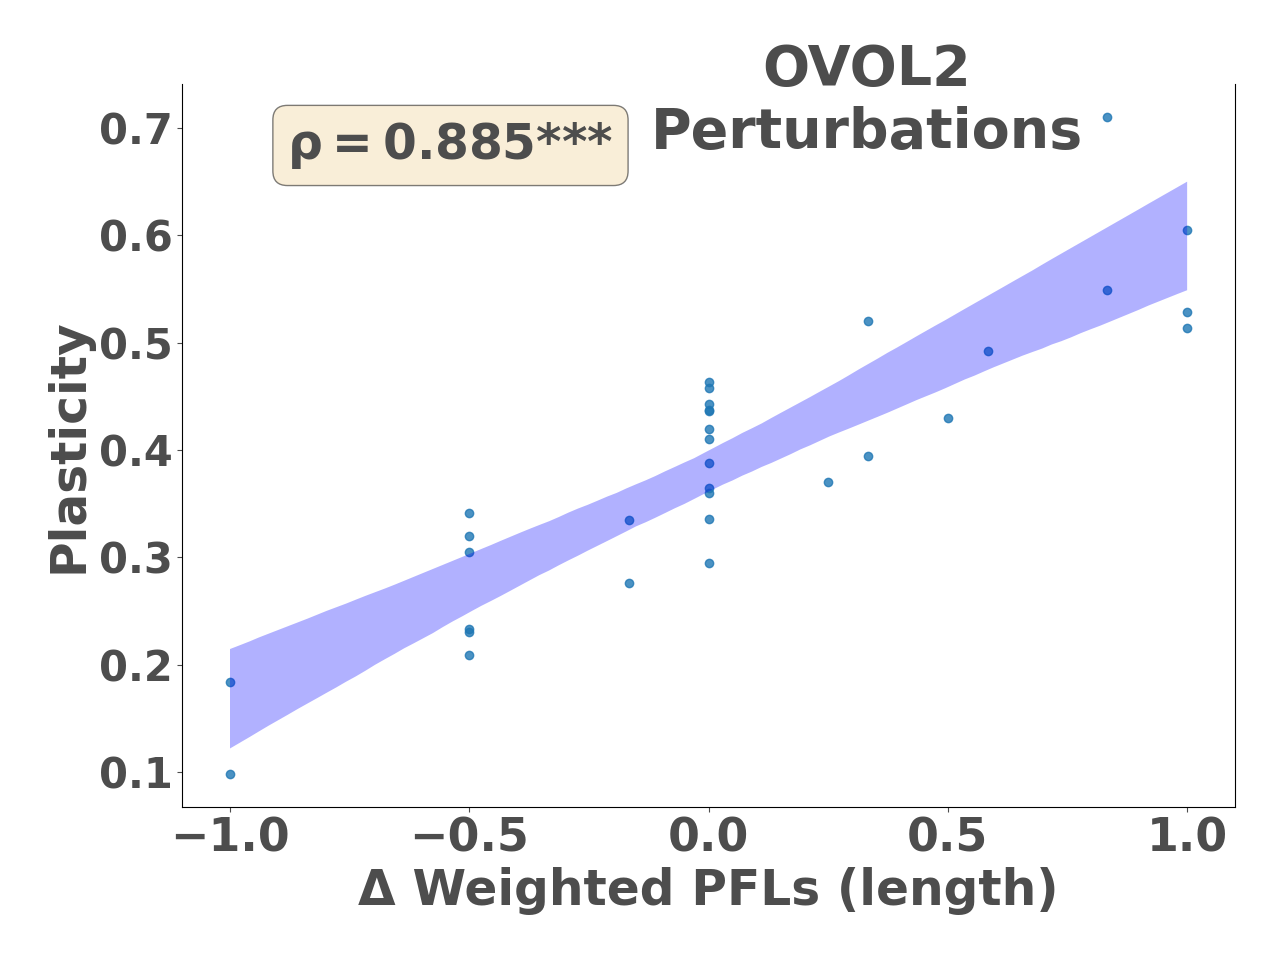 OVOL2
Perturbations
ρ = 0.885***
Plasticity
0.7
0.6
0.5
0.4
0.3
0.2
0.1
−1.0 −0.5 0.0 0.5 1.0
Δ Weighted PFLs (length)